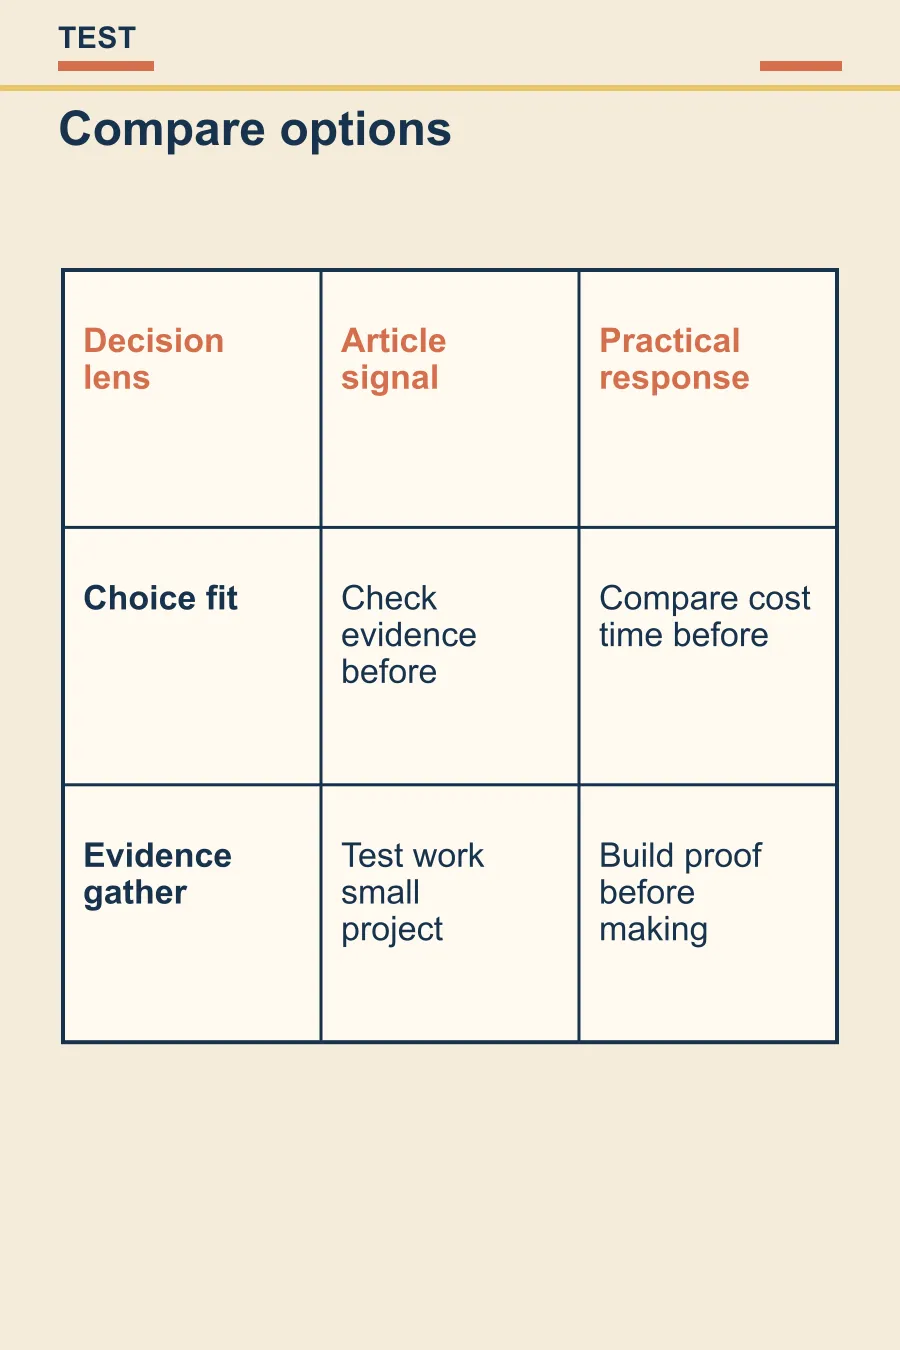 TEST
Compare options
Decision
lens
Article
signal
Practical
response
Choice fit
Check
evidence
before
Compare cost
time before
Evidence
gather
Test work
small
project
Build proof
before
making